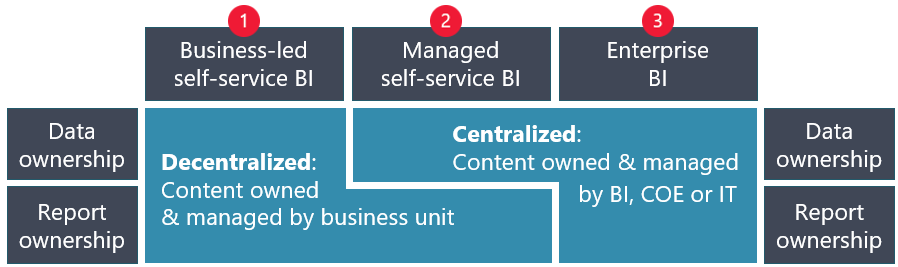 1
2
3
Business-led
self-service BI
Managed
self-service BI
Enterprise
BI
Data
ownership
Report
ownership
Decentralized:
Content owned
& managed by business unit
Centralized:
Content owned & managed
by BI, COE or IT
Data
ownership
Report
ownership